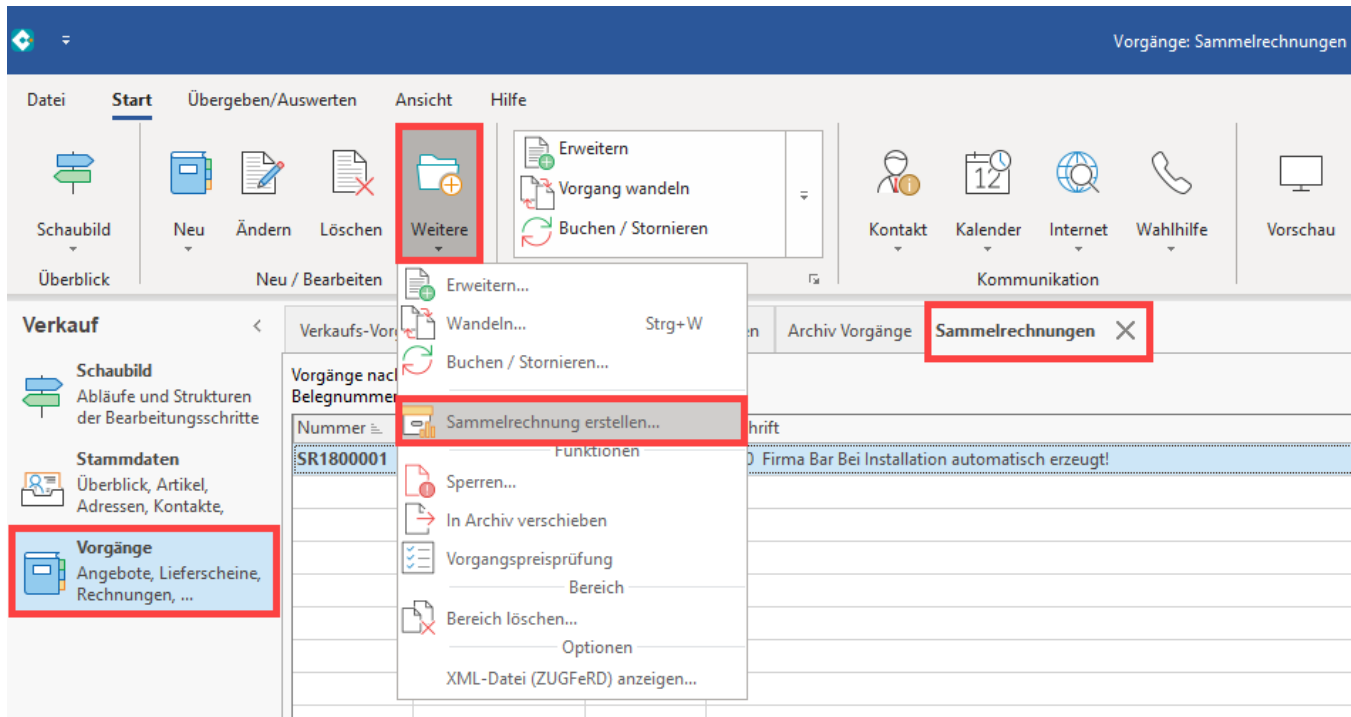 Vorgänge: Sammelrechnungen
Datei Start Übergeben/Auswerten Ansicht Hilfe
Erweitern
Vorgang wandeln
Buchen / Stornieren
12
Schaubild Neu Ändern Löschen Weitere Kontakt Kalender Internet Wahlhilfe Vorschau
Überblick Neu / Bearbeiten Kommunikation
Erweitern...
Wandeln... Strg+W
Buchen / Stornieren...
Sammelrechnung erstellen...
Funktionen
Sperren...
In Archiv verschieben
Vorgangspreisprüfung
Bereich
Bereich löschen...
Optionen
XML-Datei (ZUGFeRD) anzeigen...
Verkauf
Schaubild
Abläufe und Strukturen
der Bearbeitungsschritte
Stammdaten
Überblick, Artikel,
Adressen, Kontakte,
Vorgänge
Angebote, Lieferscheine,
Rechnungen, ...
Archiv Vorgänge Sammelrechnungen
Vorgänge
Belegnummer
Nummer
SR1800001 Firma Bar Bei Installation automatisch erzeugt!